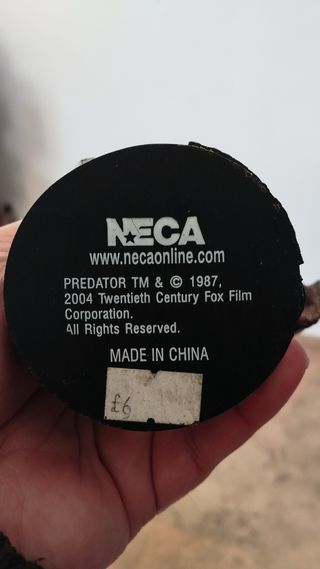 NECA
www.necaonline.com
PREDATOR TM & © 1987,
2004 Twentieth Century Fox Film
Corporation.
All Rights Reserved.
MADE IN CHINA
£6